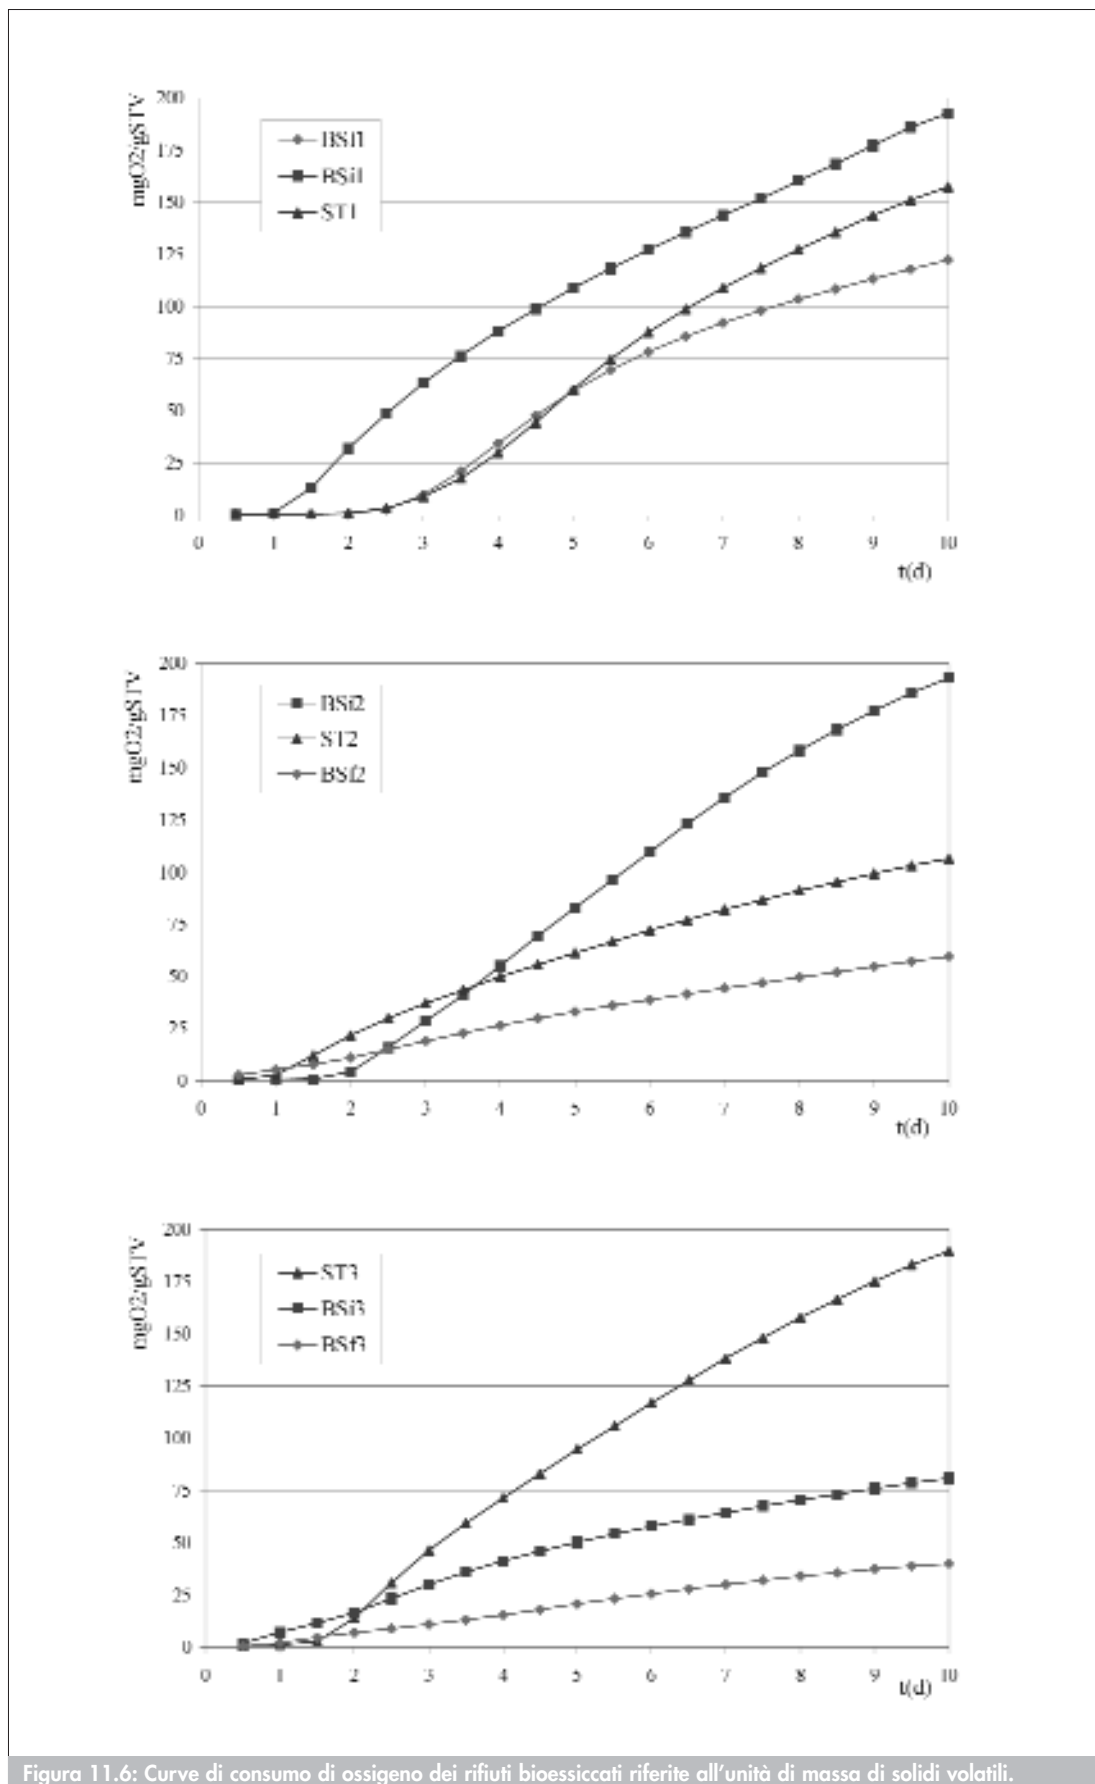 mgO2/gSTV
200
175
150
125
100
75
50
25
0
BSf1
BSi1
ST1
0 1 2 3 4 5 6 7 8 9 10
t(d)
mgO2/gSTV
200
175
150
125
100
75
50
25
0
BSi2
ST2
BSf2
0 1 2 3 4 5 6 7 8 9 10
t(d)
mgO2/gSTV
200
175
150
125
100
75
50
25
0
ST3
BSi3
BSf3
0 1 2 3 4 5 6 7 8 9 10
t(d)
Figura 11.6: Curve di consumo di ossigeno dei rifiuti bioessiccati riferite all'unità di massa di solidi volatili.